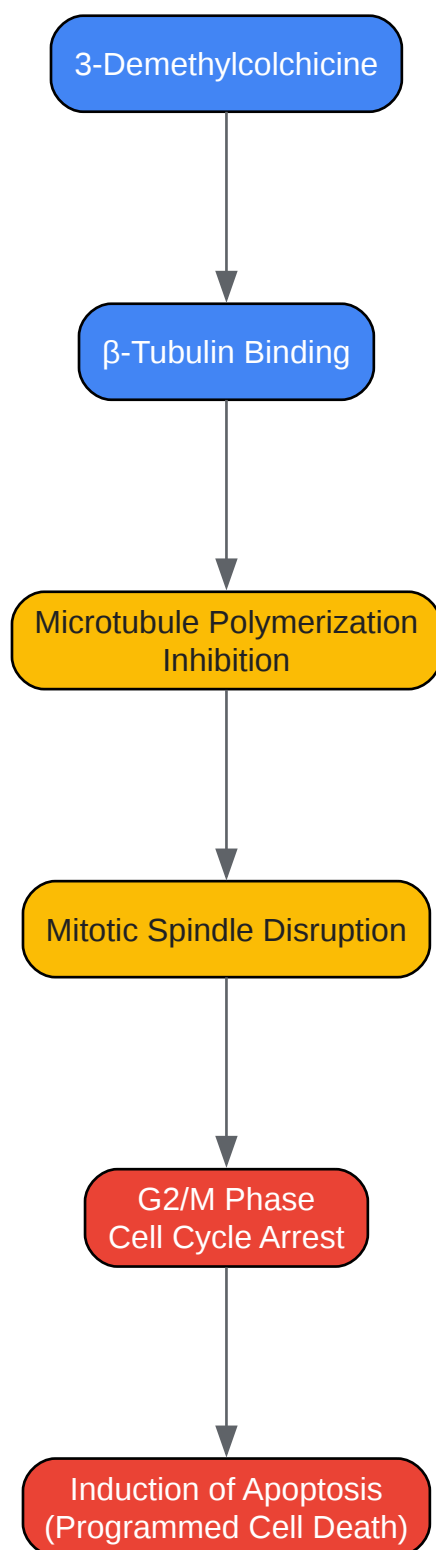 3-Demethylcolchicine
β-Tubulin Binding
Microtubule Polymerization
Inhibition
Mitotic Spindle Disruption
G2/M Phase
Cell Cycle Arrest
Induction of Apoptosis
(Programmed Cell Death)